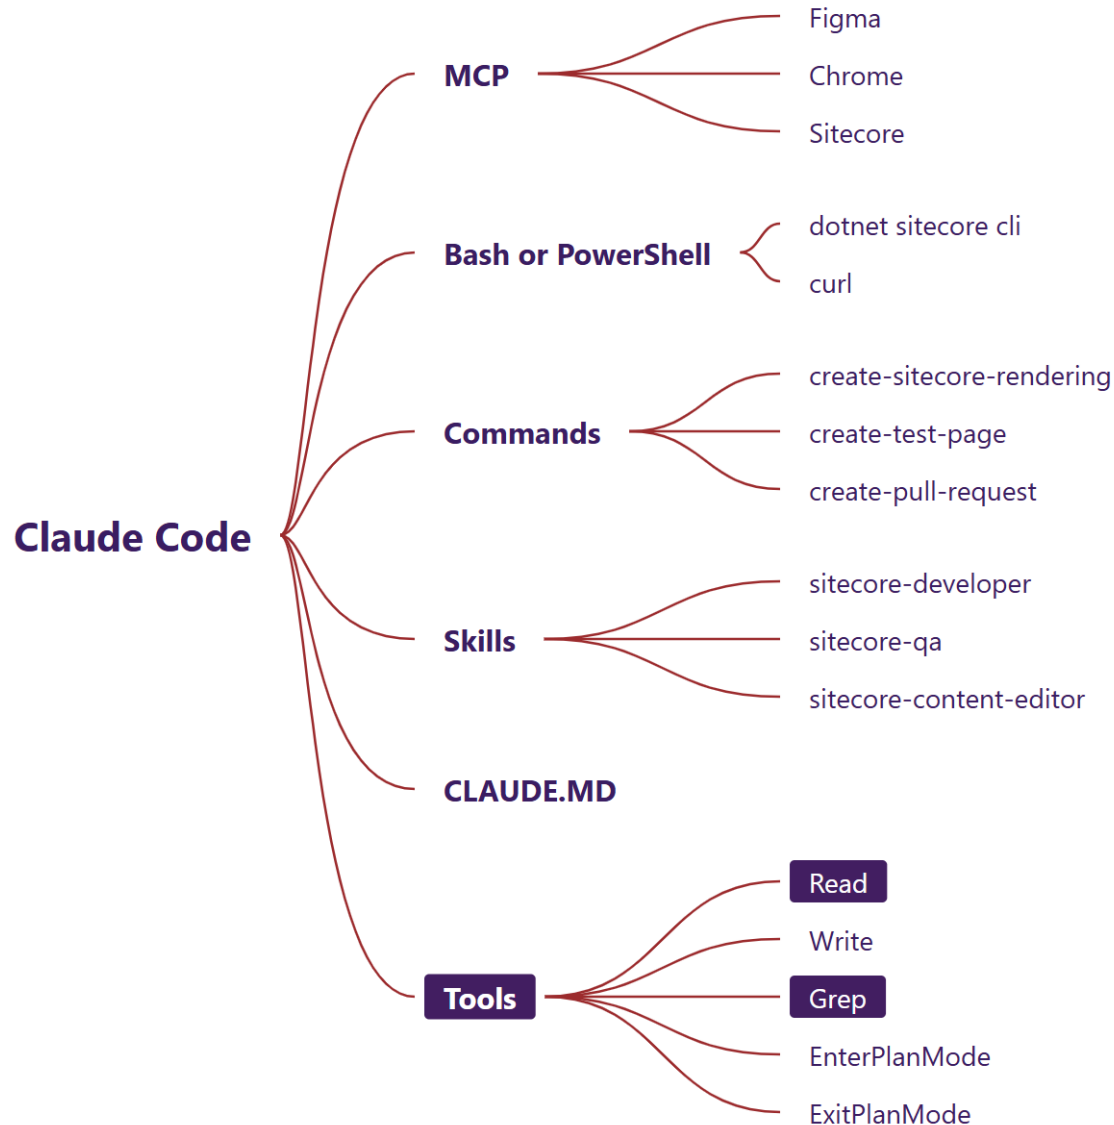 Claude Code
MCP
Figma
Chrome
Sitecore
Bash or PowerShell
dotnet sitecore cli
curl
Commands
create-sitecore-rendering
create-test-page
create-pull-request
Skills
sitecore-developer
sitecore-qa
sitecore-content-editor
CLAUDE.MD
Tools
Read
Write
Grep
EnterPlanMode
ExitPlanMode